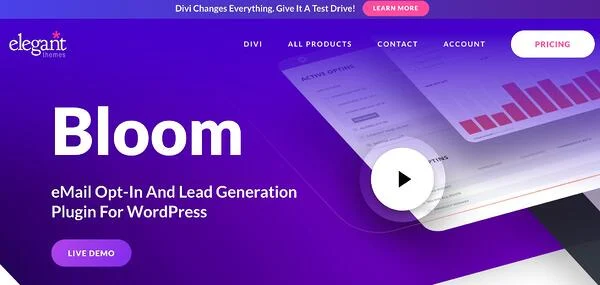 Divi Changes Everything. Give It A Test Drive!
LEARN MORE
elegant
themes
DIVI
ALL PRODUCTS
CONTACT
ACCOUNT
PRICING
ACTIVE OPTINS
Bloom
eMail Opt-In And Lead Generation
Plugin For WordPress
LIVE DEMO